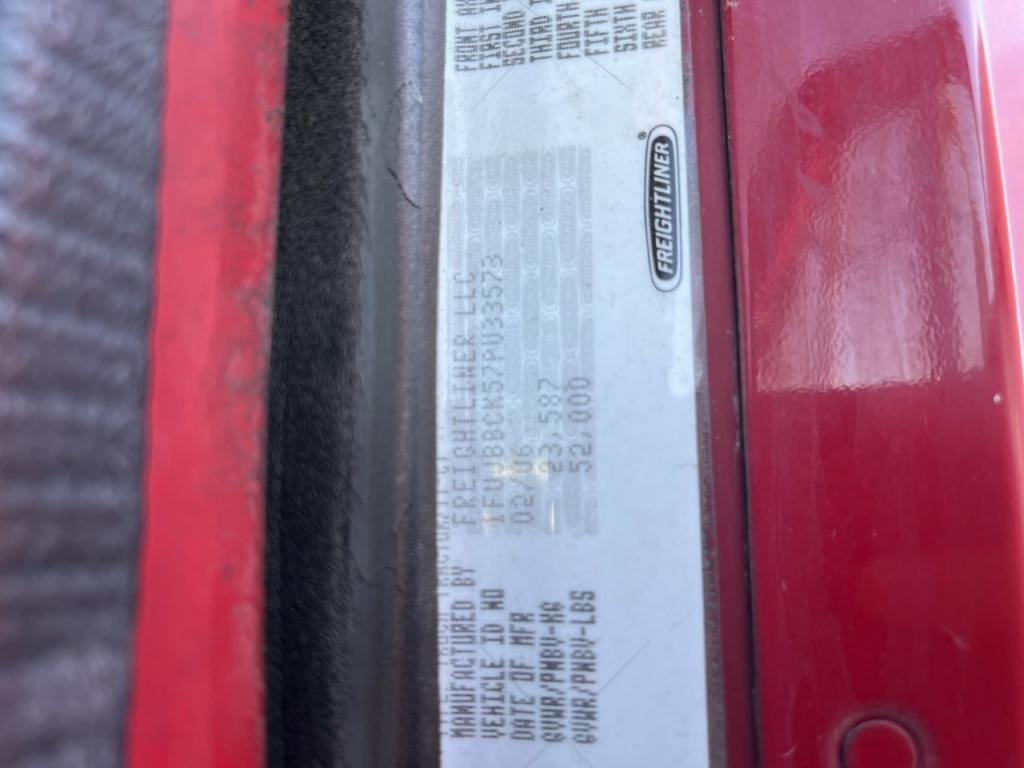 MANUFACTURED BY FREIGHTLINER LLC
VEHICLE ID NO 1FUJBBCK57PU33573
DATE OF MFR 02/06
GVWR/PNBV-KG 23,587
GVWR/PNBV-LBS 52,000
FRONT
FIRST
SECOND
THIRD
FOURTH
FIFTH
SIXTH
REAR
FREIGHTLINER®